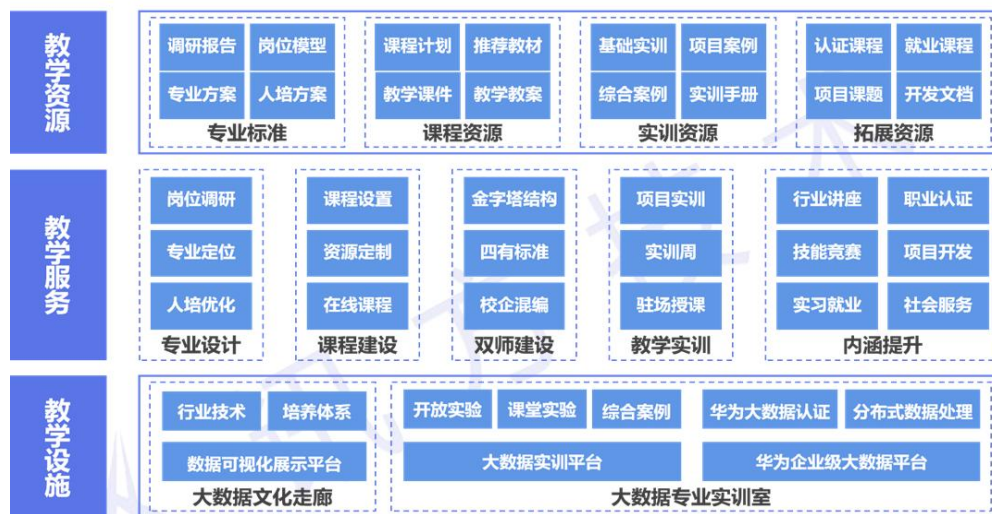 教学资源
调研报告 岗位模型 课程计划 推荐教材 基础实训 项目案例 认证课程 就业课程
专业方案 人培方案 教学课件 教学教案 综合案例 实训手册 项目课题 开发文档
专业标准 课程资源 实训资源 拓展资源
教学服务
岗位调研 课程设置 金字塔结构 项目实训 行业讲座 职业认证
专业定位 资源定制 四有标准 实训周 技能竞赛 项目开发
人培优化 在线课程 校企混编 驻场授课 实习就业 社会服务
专业设计 课程建设 双师建设 教学实训 内涵提升
教学设施
行业技术 培养体系 开放实验 课堂实验 综合案例 华为大数据认证 分布式数据处理
数据可视化展示平台 大数据实训平台 华为企业级大数据平台
大数据文化走廊 大数据专业实训室